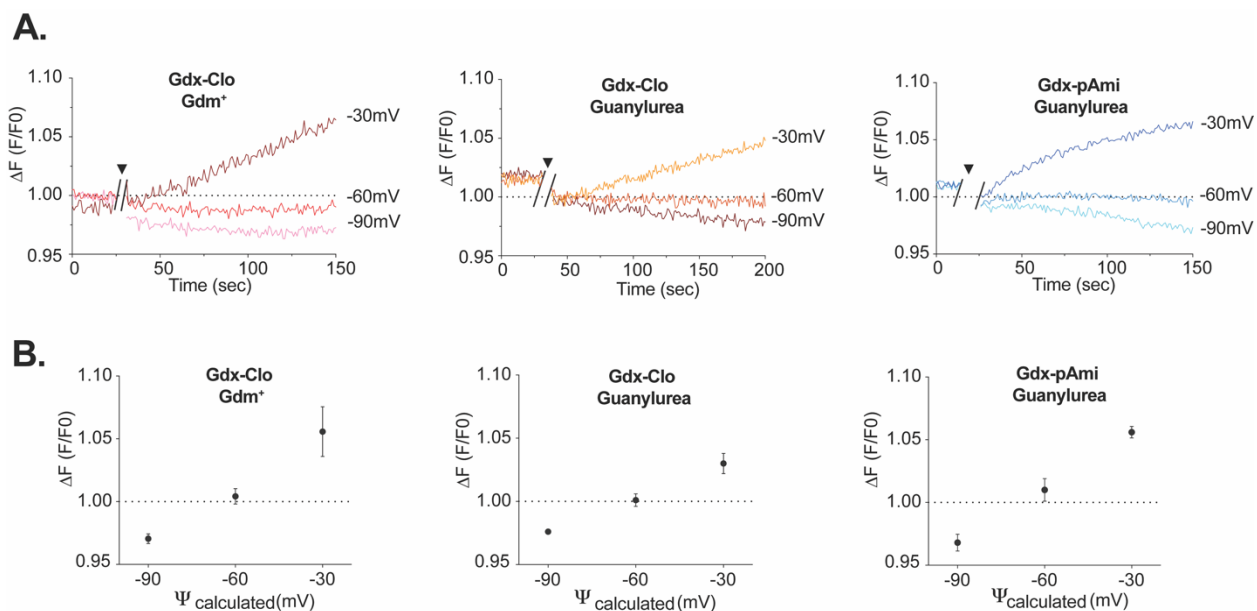 A.
Gdx-Clo
Gdm⁺
ΔF (F/F0)
1.10
1.05
1.00
0.95
0
50
100
150
Time (sec)
-30mV
-60mV
-90mV
Gdx-Clo
Guanylurea
ΔF (F/F0)
1.10
1.05
1.00
0.95
0
50
100
150
200
Time (sec)
-30mV
-60mV
-90mV
Gdx-pAmi
Guanylurea
ΔF (F/F0)
1.10
1.05
1.00
0.95
0
50
100
150
Time (sec)
-30mV
-60mV
-90mV
B.
Gdx-Clo
Gdm⁺
ΔF (F/F0)
1.10
1.05
1.00
0.95
-90
-60
-30
Ψcalculated(mV)
Gdx-Clo
Guanylurea
ΔF (F/F0)
1.10
1.05
1.00
0.95
-90
-60
-30
Ψcalculated(mV)
Gdx-pAmi
Guanylurea
ΔF (F/F0)
1.10
1.05
1.00
0.95
-90
-60
-30
Ψcalculated(mV)